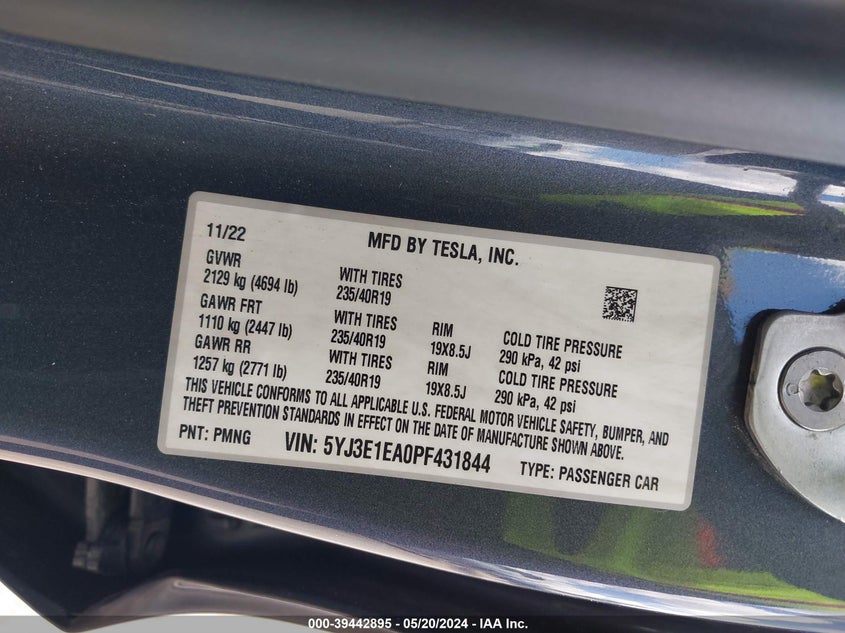 11/22 MFD BY TESLA, INC.
GVWR
2129 kg (4694 lb) WITH TIRES
235/40R19
GAWR FRT
1110 kg (2447 lb) WITH TIRES RIM COLD TIRE PRESSURE
235/40R19 19X8.5J 290 kPa, 42 psi
GAWR RR
1257 kg (2771 lb) WITH TIRES RIM COLD TIRE PRESSURE
235/40R19 19X8.5J 290 kPa, 42 psi
THIS VEHICLE CONFORMS TO ALL APPLICABLE U.S. FEDERAL MOTOR VEHICLE SAFETY, BUMPER, AND
THEFT PREVENTION STANDARDS IN EFFECT ON THE DATE OF MANUFACTURE SHOWN ABOVE.
PNT: PMNG VIN: 5YJ3E1EA0PF431844 TYPE: PASSENGER CAR
000-39442895 - 05/20/2024 - IAA Inc.